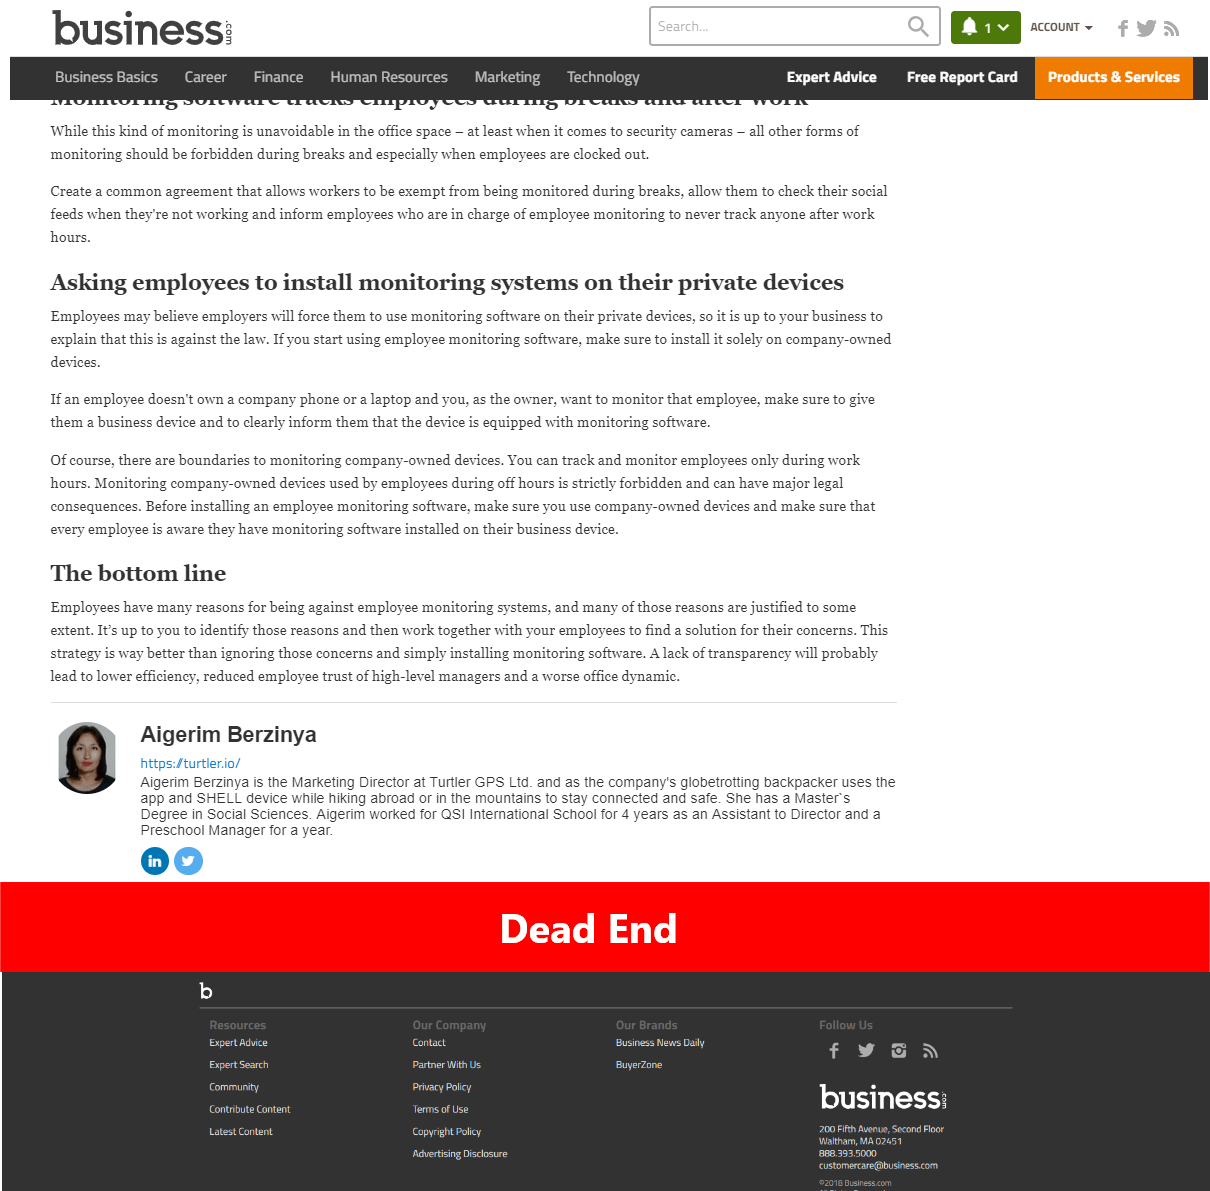 business.com
Search...
1
ACCOUNT
Business Basics Career Finance Human Resources Marketing Technology Expert Advice Free Report Card Products & Services
Monitoring software tracks employees during breaks and after work
While this kind of monitoring is unavoidable in the office space – at least when it comes to security cameras – all other forms of
monitoring should be forbidden during breaks and especially when employees are clocked out.
Create a common agreement that allows workers to be exempt from being monitored during breaks, allow them to check their social
feeds when they're not working and inform employees who are in charge of employee monitoring to never track anyone after work
hours.
Asking employees to install monitoring systems on their private devices
Employees may believe employers will force them to use monitoring software on their private devices, so it is up to your business to
explain that this is against the law. If you start using employee monitoring software, make sure to install it solely on company-owned
devices.
If an employee doesn't own a company phone or a laptop and you, as the owner, want to monitor that employee, make sure to give
them a business device and to clearly inform them that the device is equipped with monitoring software.
Of course, there are boundaries to monitoring company-owned devices. You can track and monitor employees only during work
hours. Monitoring company-owned devices used by employees during off hours is strictly forbidden and can have major legal
consequences. Before installing an employee monitoring software, make sure you use company-owned devices and make sure that
every employee is aware they have monitoring software installed on their business device.
The bottom line
Employees have many reasons for being against employee monitoring systems, and many of those reasons are justified to some
extent. It's up to you to identify those reasons and then work together with your employees to find a solution for their concerns. This
strategy is way better than ignoring those concerns and simply installing monitoring software. A lack of transparency will probably
lead to lower efficiency, reduced employee trust of high-level managers and a worse office dynamic.
Aigerim Berzinya
https://turtler.io/
Aigerim Berzinya is the Marketing Director at Turtler GPS Ltd. and as the company's globetrotting backpacker uses the
app and SHELL device while hiking abroad or in the mountains to stay connected and safe. She has a Master`s
Degree in Social Sciences. Aigerim worked for QSI International School for 4 years as an Assistant to Director and a
Preschool Manager for a year.
in
Dead End
b
Resources
Expert Advice
Expert Search
Community
Contribute Content
Latest Content
Our Company
Contact
Partner With Us
Privacy Policy
Terms of Use
Copyright Policy
Advertising Disclosure
Our Brands
Business News Daily
BuyerZone
Follow Us
business.com
200 Fifth Avenue, Second Floor
Waltham, MA 02451
888.393.5000
customercare@business.com
©2018 Business.com